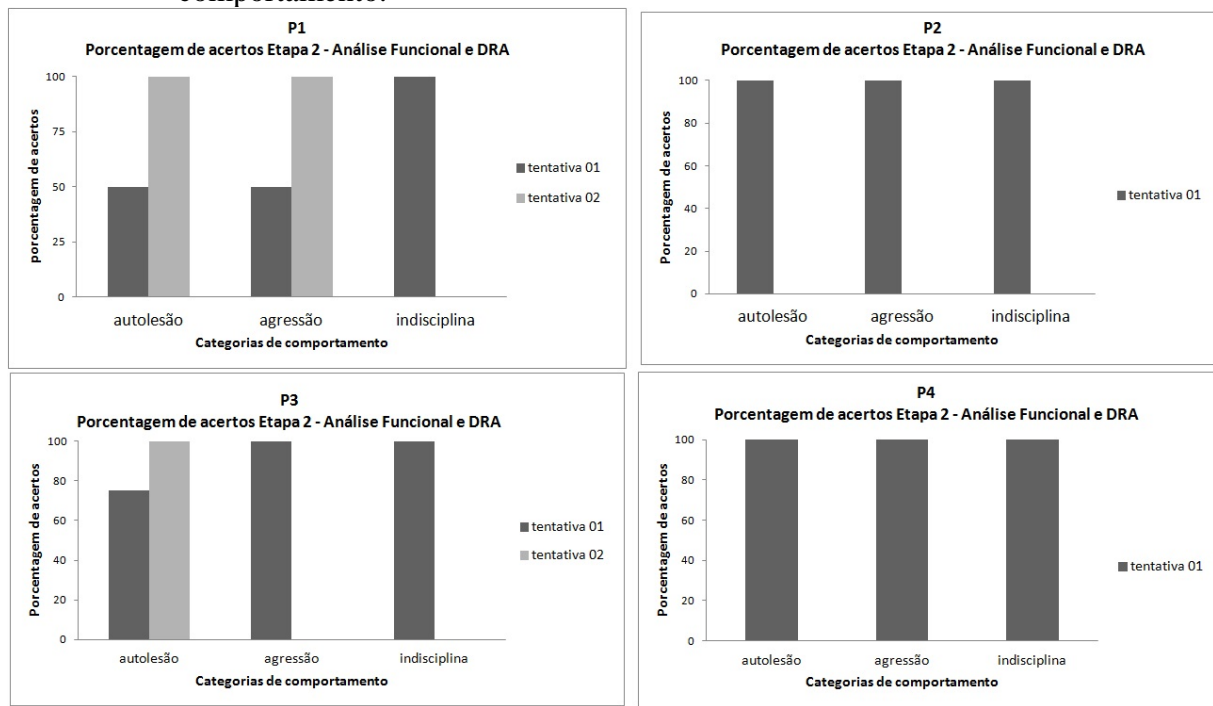 comportamento.
P1
Porcentagem de acertos Etapa 2 - Análise Funcional e DRA
porcentagem de acertos
100
75
50
25
0
autolesão agressão indisciplina
Categorias de comportamento
tentativa 01
tentativa 02
P2
Porcentagem de acertos Etapa 2 - Análise Funcional e DRA
Porcentagem de acertos
100
80
60
40
20
0
autolesão agressão indisciplina
Categorias de comportamento
tentativa 01
P3
Porcentagem de acertos Etapa 2 - Análise Funcional e DRA
Porcentagem de acertos
100
80
60
40
20
0
autolesão agressão indisciplina
Categorias de comportamento
tentativa 01
tentativa 02
P4
Porcentagem de acertos Etapa 2 - Análise Funcional e DRA
Porcentagem de acertos
100
80
60
40
20
0
autolesão agressão indisciplina
Categorias de comportamento
tentativa 01